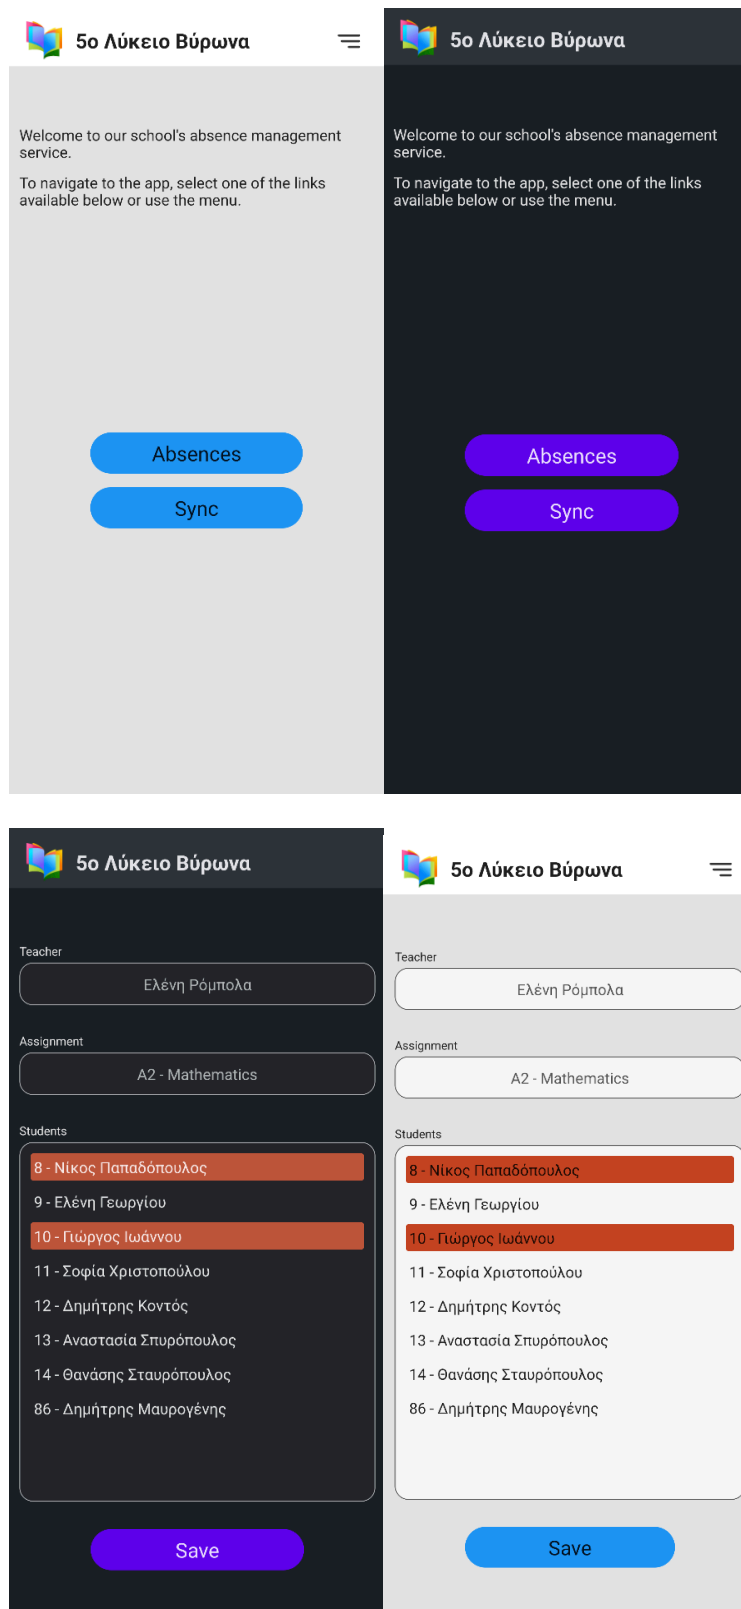 5ο Λύκειο Βύρωνα
Welcome to our school's absence management
service.
To navigate to the app, select one of the links
available below or use the menu.
Absences
Sync
5ο Λύκειο Βύρωνα
Welcome to our school's absence management
service.
To navigate to the app, select one of the links
available below or use the menu.
Absences
Sync
5ο Λύκειο Βύρωνα
Teacher
Ελένη Ρόμπολα
Assignment
A2 - Mathematics
Students
8 - Νίκος Παπαδόπουλος
9 - Ελένη Γεωργίου
10 - Γιώργος Ιωάννου
11 - Σοφία Χριστοπούλου
12 - Δημήτρης Κοντός
13 - Αναστασία Σπυρόπουλος
14 - Θανάσης Σταυρόπουλος
86 - Δημήτρης Μαυρογένης
Save
5ο Λύκειο Βύρωνα
Teacher
Ελένη Ρόμπολα
Assignment
A2 - Mathematics
Students
8 - Νίκος Παπαδόπουλος
9 - Ελένη Γεωργίου
10 - Γιώργος Ιωάννου
11 - Σοφία Χριστοπούλου
12 - Δημήτρης Κοντός
13 - Αναστασία Σπυρόπουλος
14 - Θανάσης Σταυρόπουλος
86 - Δημήτρης Μαυρογένης
Save